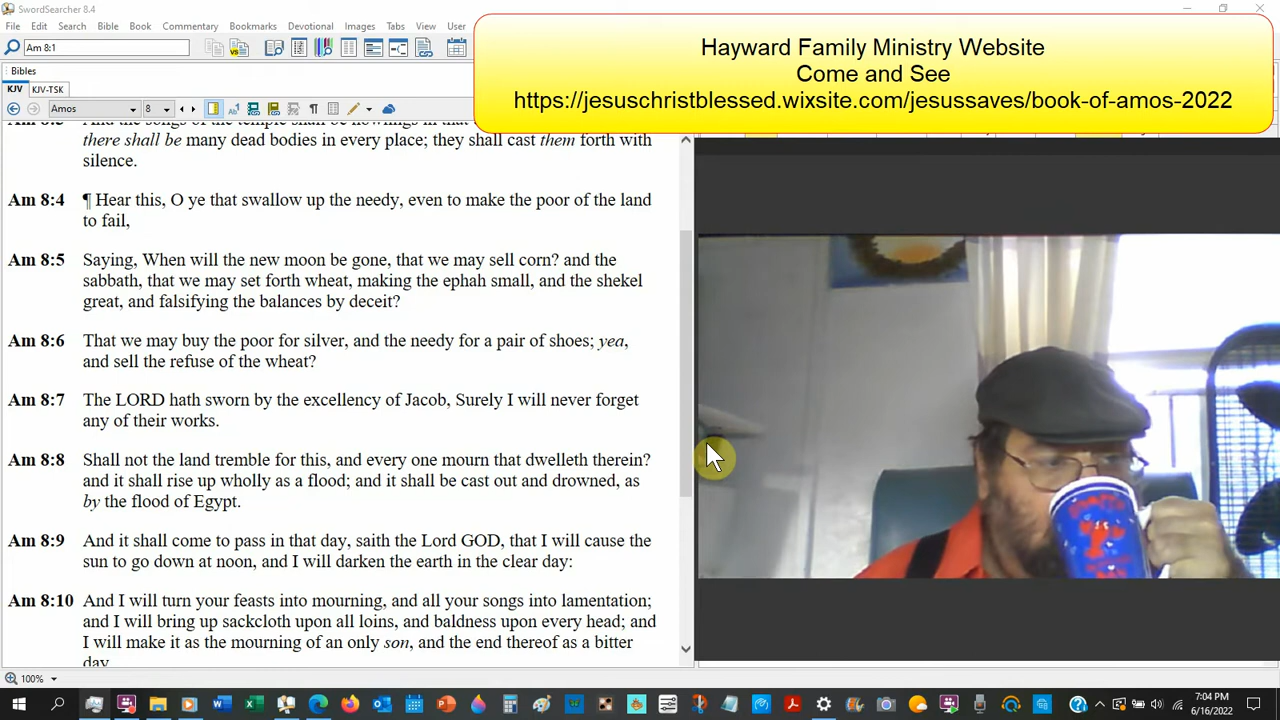 SwordSearcher 8.4
File Edit Search Bible Book Commentary Bookmarks Devotional Images Tabs View User
Am 8:1
Hayward Family Ministry Website
Come and See
https://jesuschristblessed.wixsite.com/jesussaves/book-of-amos-2022
Bibles
KJV KJV-TSK
Amos 8
there shall be many dead bodies in every place; they shall cast them forth with
silence.
Am 8:4 ¶ Hear this, O ye that swallow up the needy, even to make the poor of the land
to fail,
Am 8:5 Saying, When will the new moon be gone, that we may sell corn? and the
sabbath, that we may set forth wheat, making the ephah small, and the shekel
great, and falsifying the balances by deceit?
Am 8:6 That we may buy the poor for silver, and the needy for a pair of shoes; yea,
and sell the refuse of the wheat?
Am 8:7 The LORD hath sworn by the excellency of Jacob, Surely I will never forget
any of their works.
Am 8:8 Shall not the land tremble for this, and every one mourn that dwelleth therein?
and it shall rise up wholly as a flood; and it shall be cast out and drowned, as
by the flood of Egypt.
Am 8:9 And it shall come to pass in that day, saith the Lord GOD, that I will cause the
sun to go down at noon, and I will darken the earth in the clear day:
Am 8:10 And I will turn your feasts into mourning, and all your songs into lamentation;
and I will bring up sackcloth upon all loins, and baldness upon every head; and
I will make it as the mourning of an only son, and the end thereof as a bitter
day.
100%
7:04 PM
6/16/2022